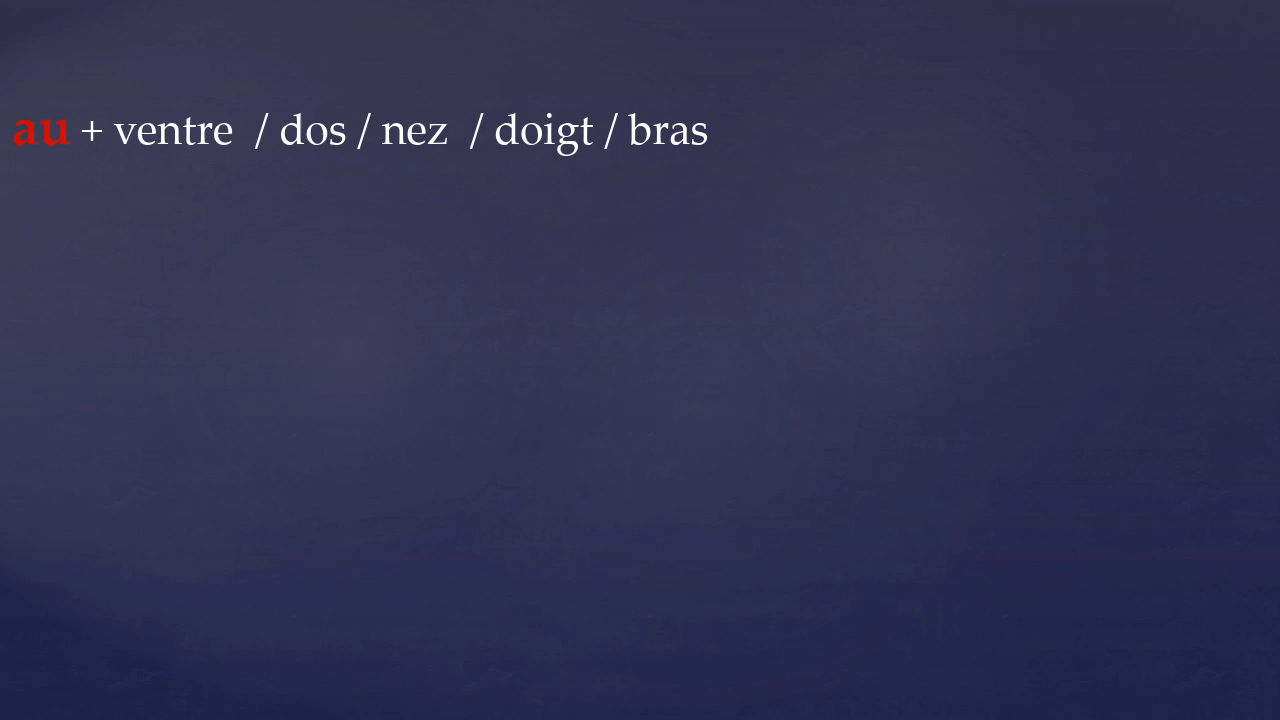 au + ventre / dos / nez / doigt / bras